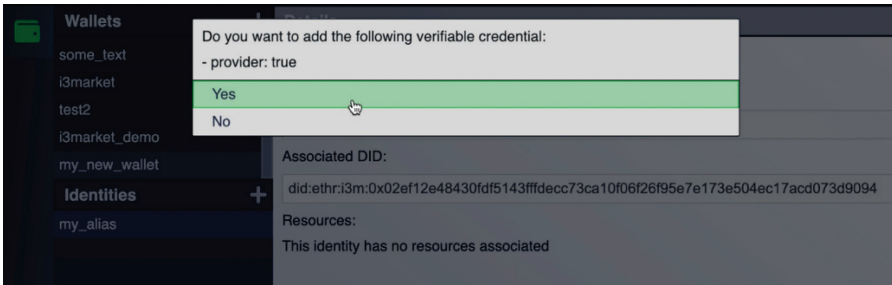 Wallets
some_text
i3market
test2
i3market_demo
my_new_wallet
Identities
my_alias
Details
Do you want to add the following verifiable credential:
- provider: true
Yes
No
Associated DID:
did:ethr:i3m:0x02ef12e48430fdf5143fffdecc73ca10f06f26f95e7e173e504ec17acd073d9094
Resources:
This identity has no resources associated